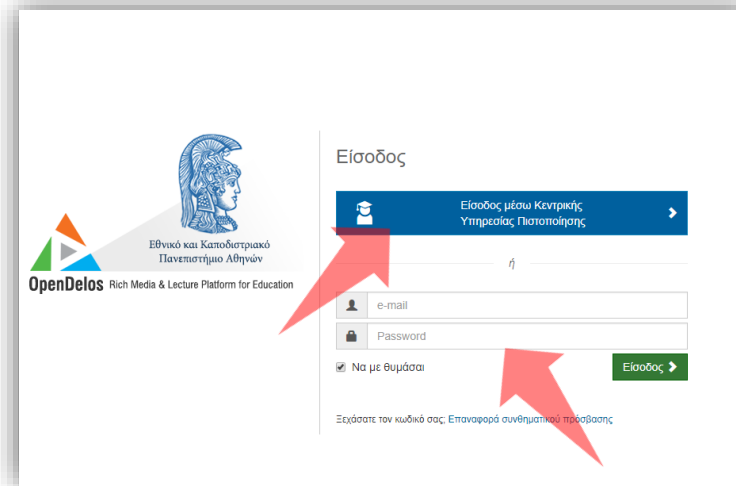 Εθνικό και Καποδιστριακό
Πανεπιστήμιο Αθηνών
OpenDelos Rich Media & Lecture Platform for Education
Είσοδος
Είσοδος μέσω Κεντρικής
Υπηρεσίας Πιστοποίησης
ή
e-mail
Password
Να με θυμάσαι
Είσοδος
Ξεχάσατε τον κωδικό σας; Επαναφορά συνθηματικού πρόσβασης